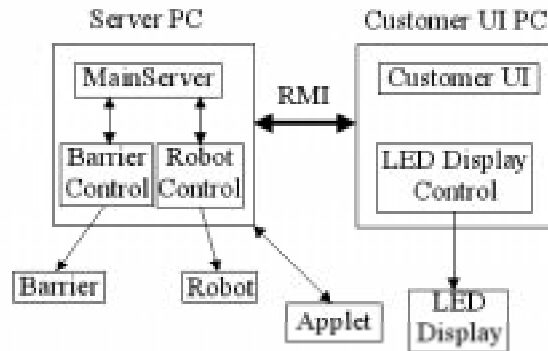 Server PC
Customer UI PC
MainServer
Customer UI
RMI
Barrier
Control
Robot
Control
LED Display
Control
Barrier
Robot
Applet
LED
Display